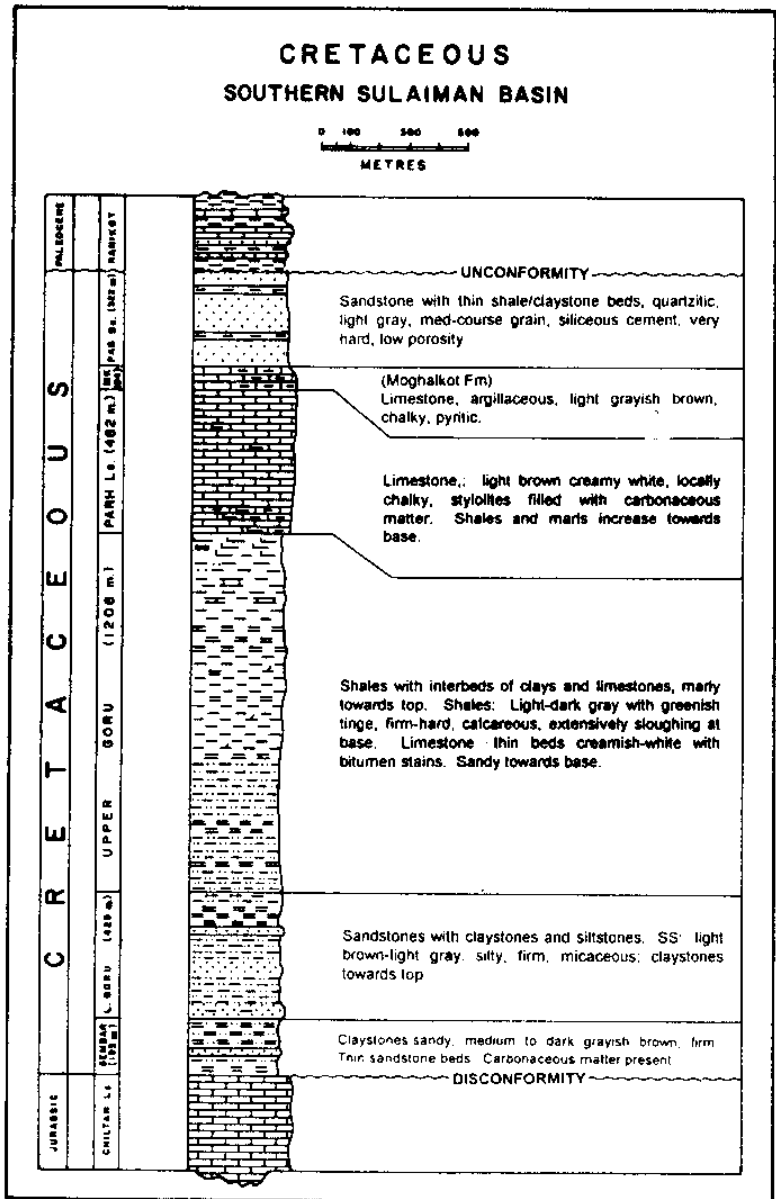 CRETACEOUS
SOUTHERN SULAIMAN BASIN
0 100 300 500
METRES
PALEOCENE
RANIKOT
UNCONFORMITY
CRETACEOUS
PAB Ss.
Sandstone with thin shale/claystone beds, quartzitic,
light gray, med-course grain, siliceous cement, very
hard, low porosity
(Moghalkot Fm)
Limestone, argillaceous, light grayish brown,
chalky, pyritic.
PARH Ls. (462 m.)
Limestone,: light brown creamy white, locally
chalky, stylolites filled with carbonaceous
matter. Shales and marls increase towards
base.
UPPER GORU (1206 m.)
Shales with interbeds of clays and limestones, marly
towards top. Shales: Light-dark gray with greenish
tinge, firm-hard, calcareous, extensively sloughing at
base. Limestone thin beds creamish-white with
bitumen stains. Sandy towards base.
L. GORU
Sandstones with claystones and siltstones. SS: light
brown-light gray, silty, firm, micaceous; claystones
towards top
SEMBAR
Claystones sandy, medium to dark grayish brown, firm
Thin sandstone beds. Carbonaceous matter present
DISCONFORMITY
JURASSIC
CHILTAN Ls